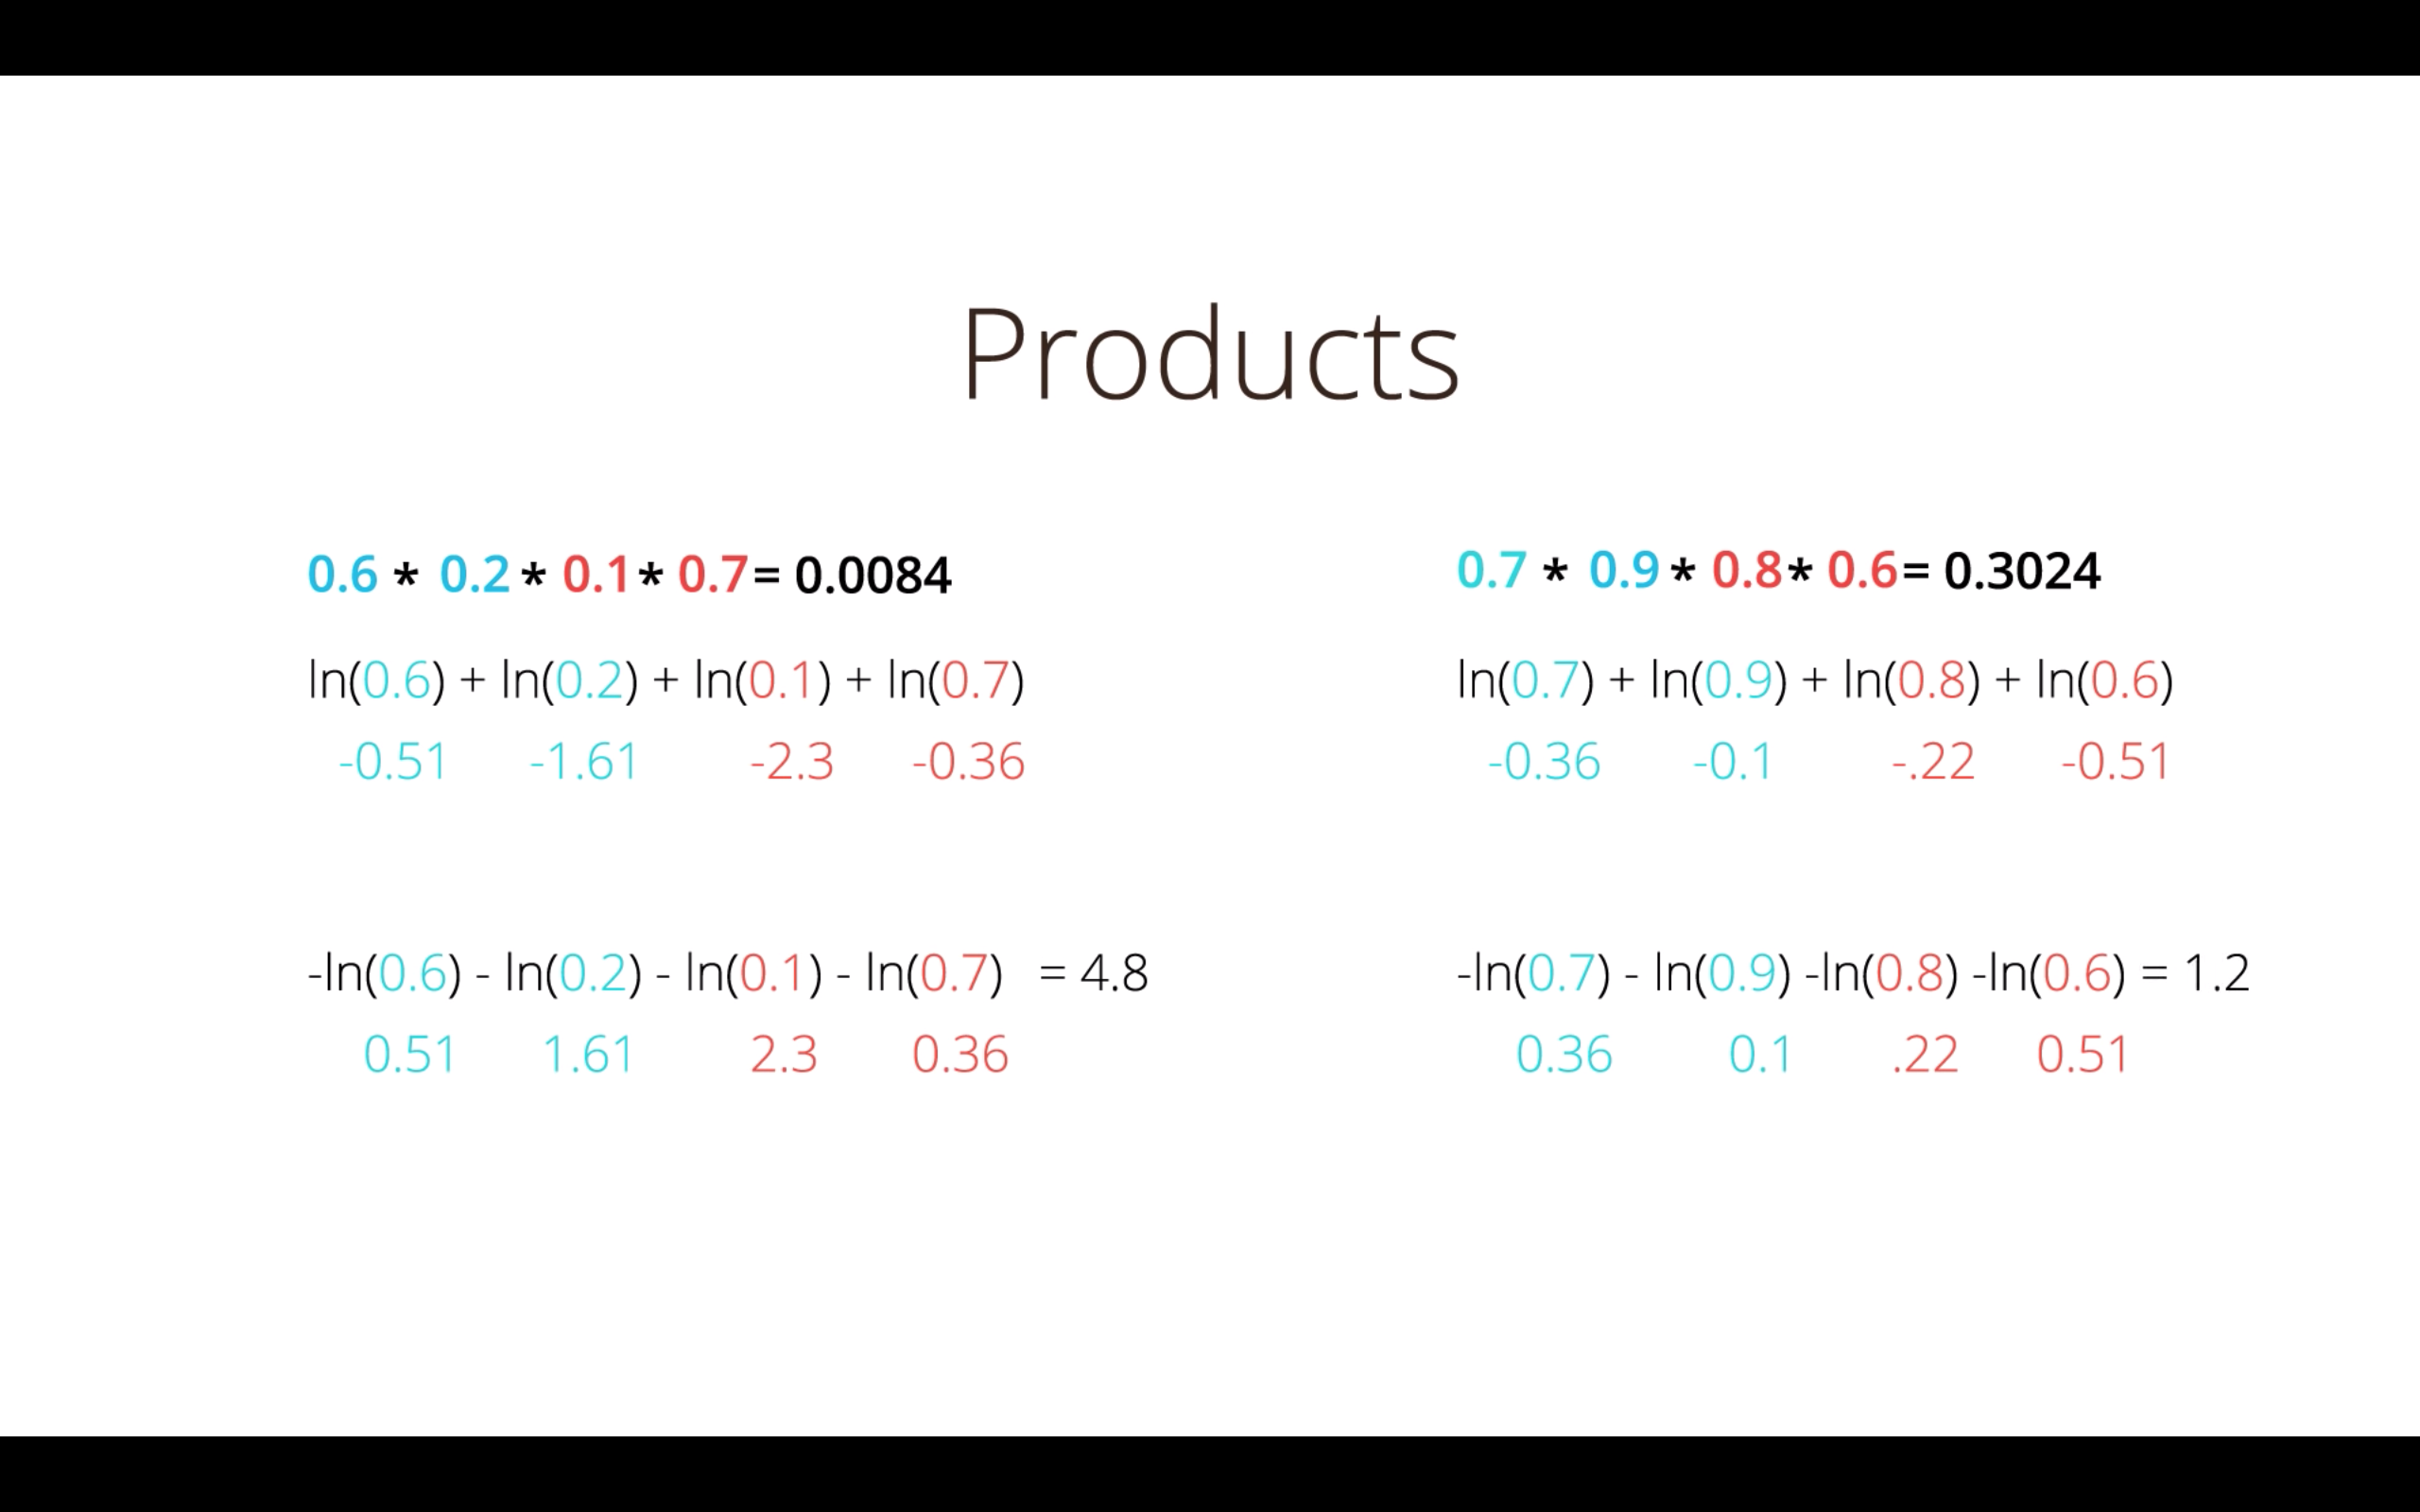 Products
0.6 * 0.2 * 0.1* 0.7= 0.0084
ln(0.6) + ln(0.2) + ln(0.1) + ln(0.7)
-0.51 -1.61 -2.3 -0.36
-ln(0.6) - ln(0.2) - ln(0.1) - ln(0.7) = 4.8
0.51 1.61 2.3 0.36
0.7 * 0.9 * 0.8* 0.6= 0.3024
ln(0.7) + ln(0.9) + ln(0.8) + ln(0.6)
-0.36 -0.1 -.22 -0.51
-ln(0.7) - ln(0.9) -ln(0.8) -ln(0.6) = 1.2
0.36 0.1 .22 0.51